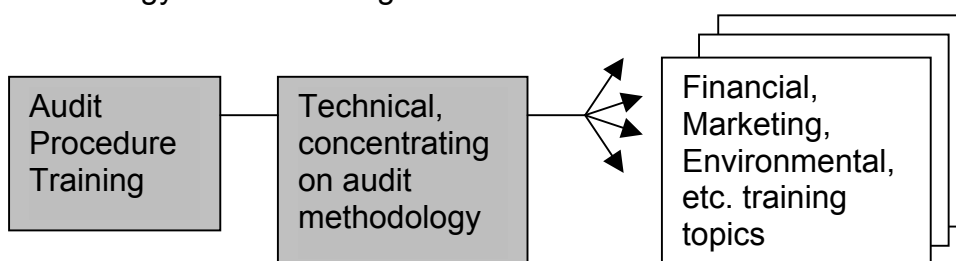 Audit
Procedure
Training
Technical,
concentrating
on audit
methodology
Financial,
Marketing,
Environmental,
etc. training
topics